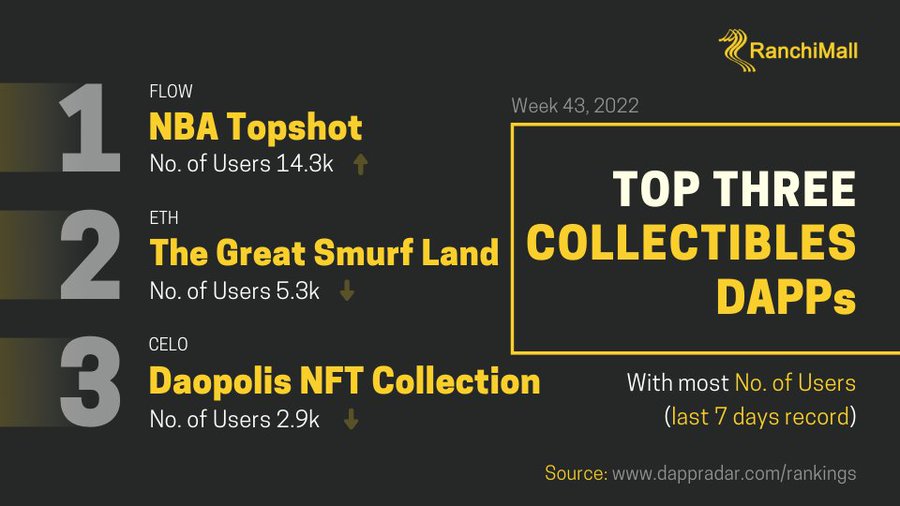 RanchiMall
1
FLOW
NBA Topshot
No. of Users 14.3k
2
ETH
The Great Smurf Land
No. of Users 5.3k
3
CELO
Daopolis NFT Collection
No. of Users 2.9k
Week 43, 2022
TOP THREE
COLLECTIBLES
DAPPs
With most No. of Users
(last 7 days record)
Source: www.dappradar.com/rankings